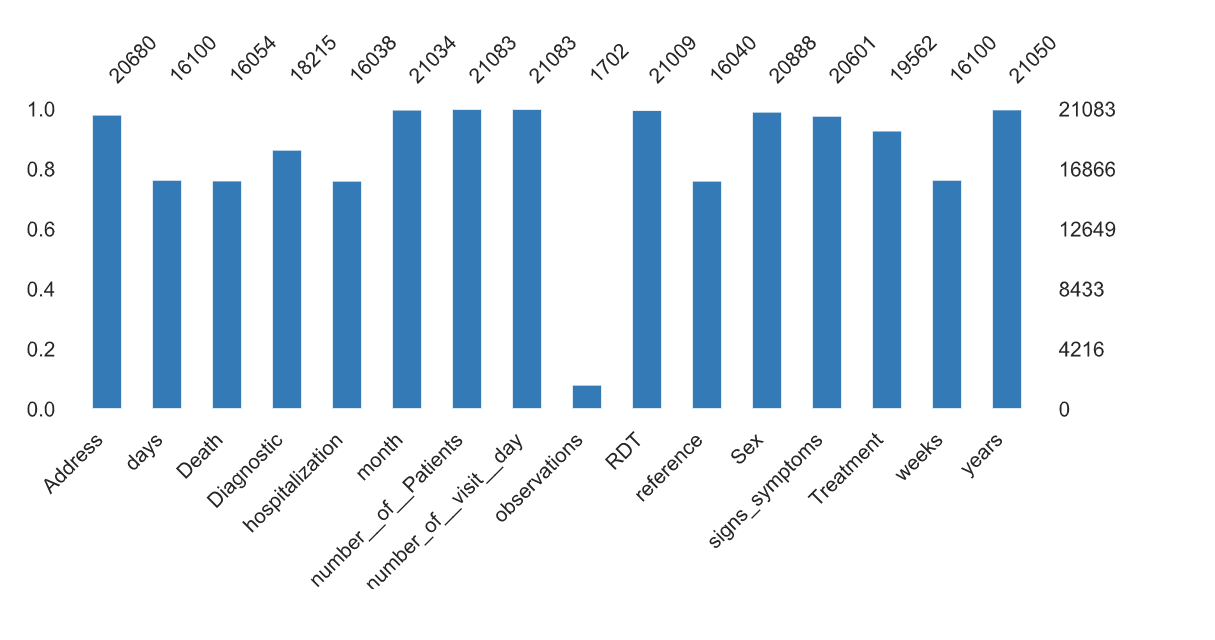 20680 16100 16054 18215 16038 21034 21083 21083 1702 21009 16040 20888 20601 19562 16100 21050
1.0 21083
0.8 16866
0.6 12649
0.4 8433
0.2 4216
0.0 0
Address
days
Death
Diagnostic
hospitalization
month
number__of__Patients
number_of__visit__day
observations
RDT
reference
Sex
signs_symptoms
Treatment
weeks
years